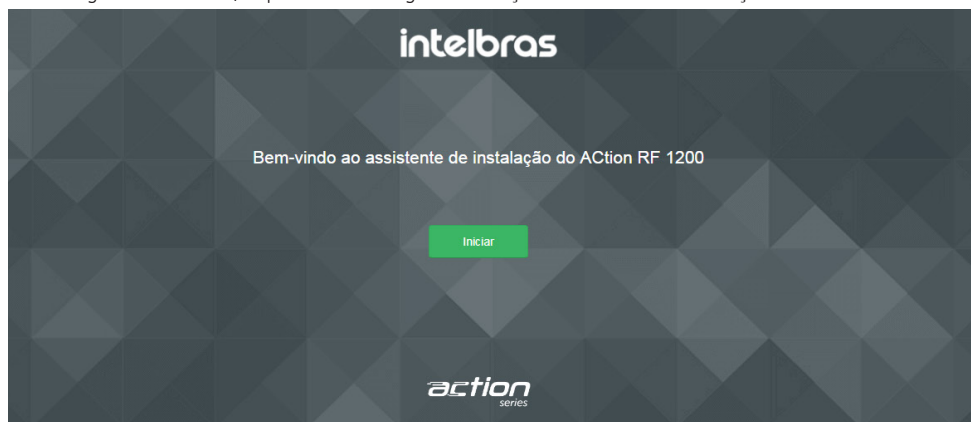 intelbras
Bem-vindo ao assistente de instalação do ACtion RF 1200
Iniciar
action
series